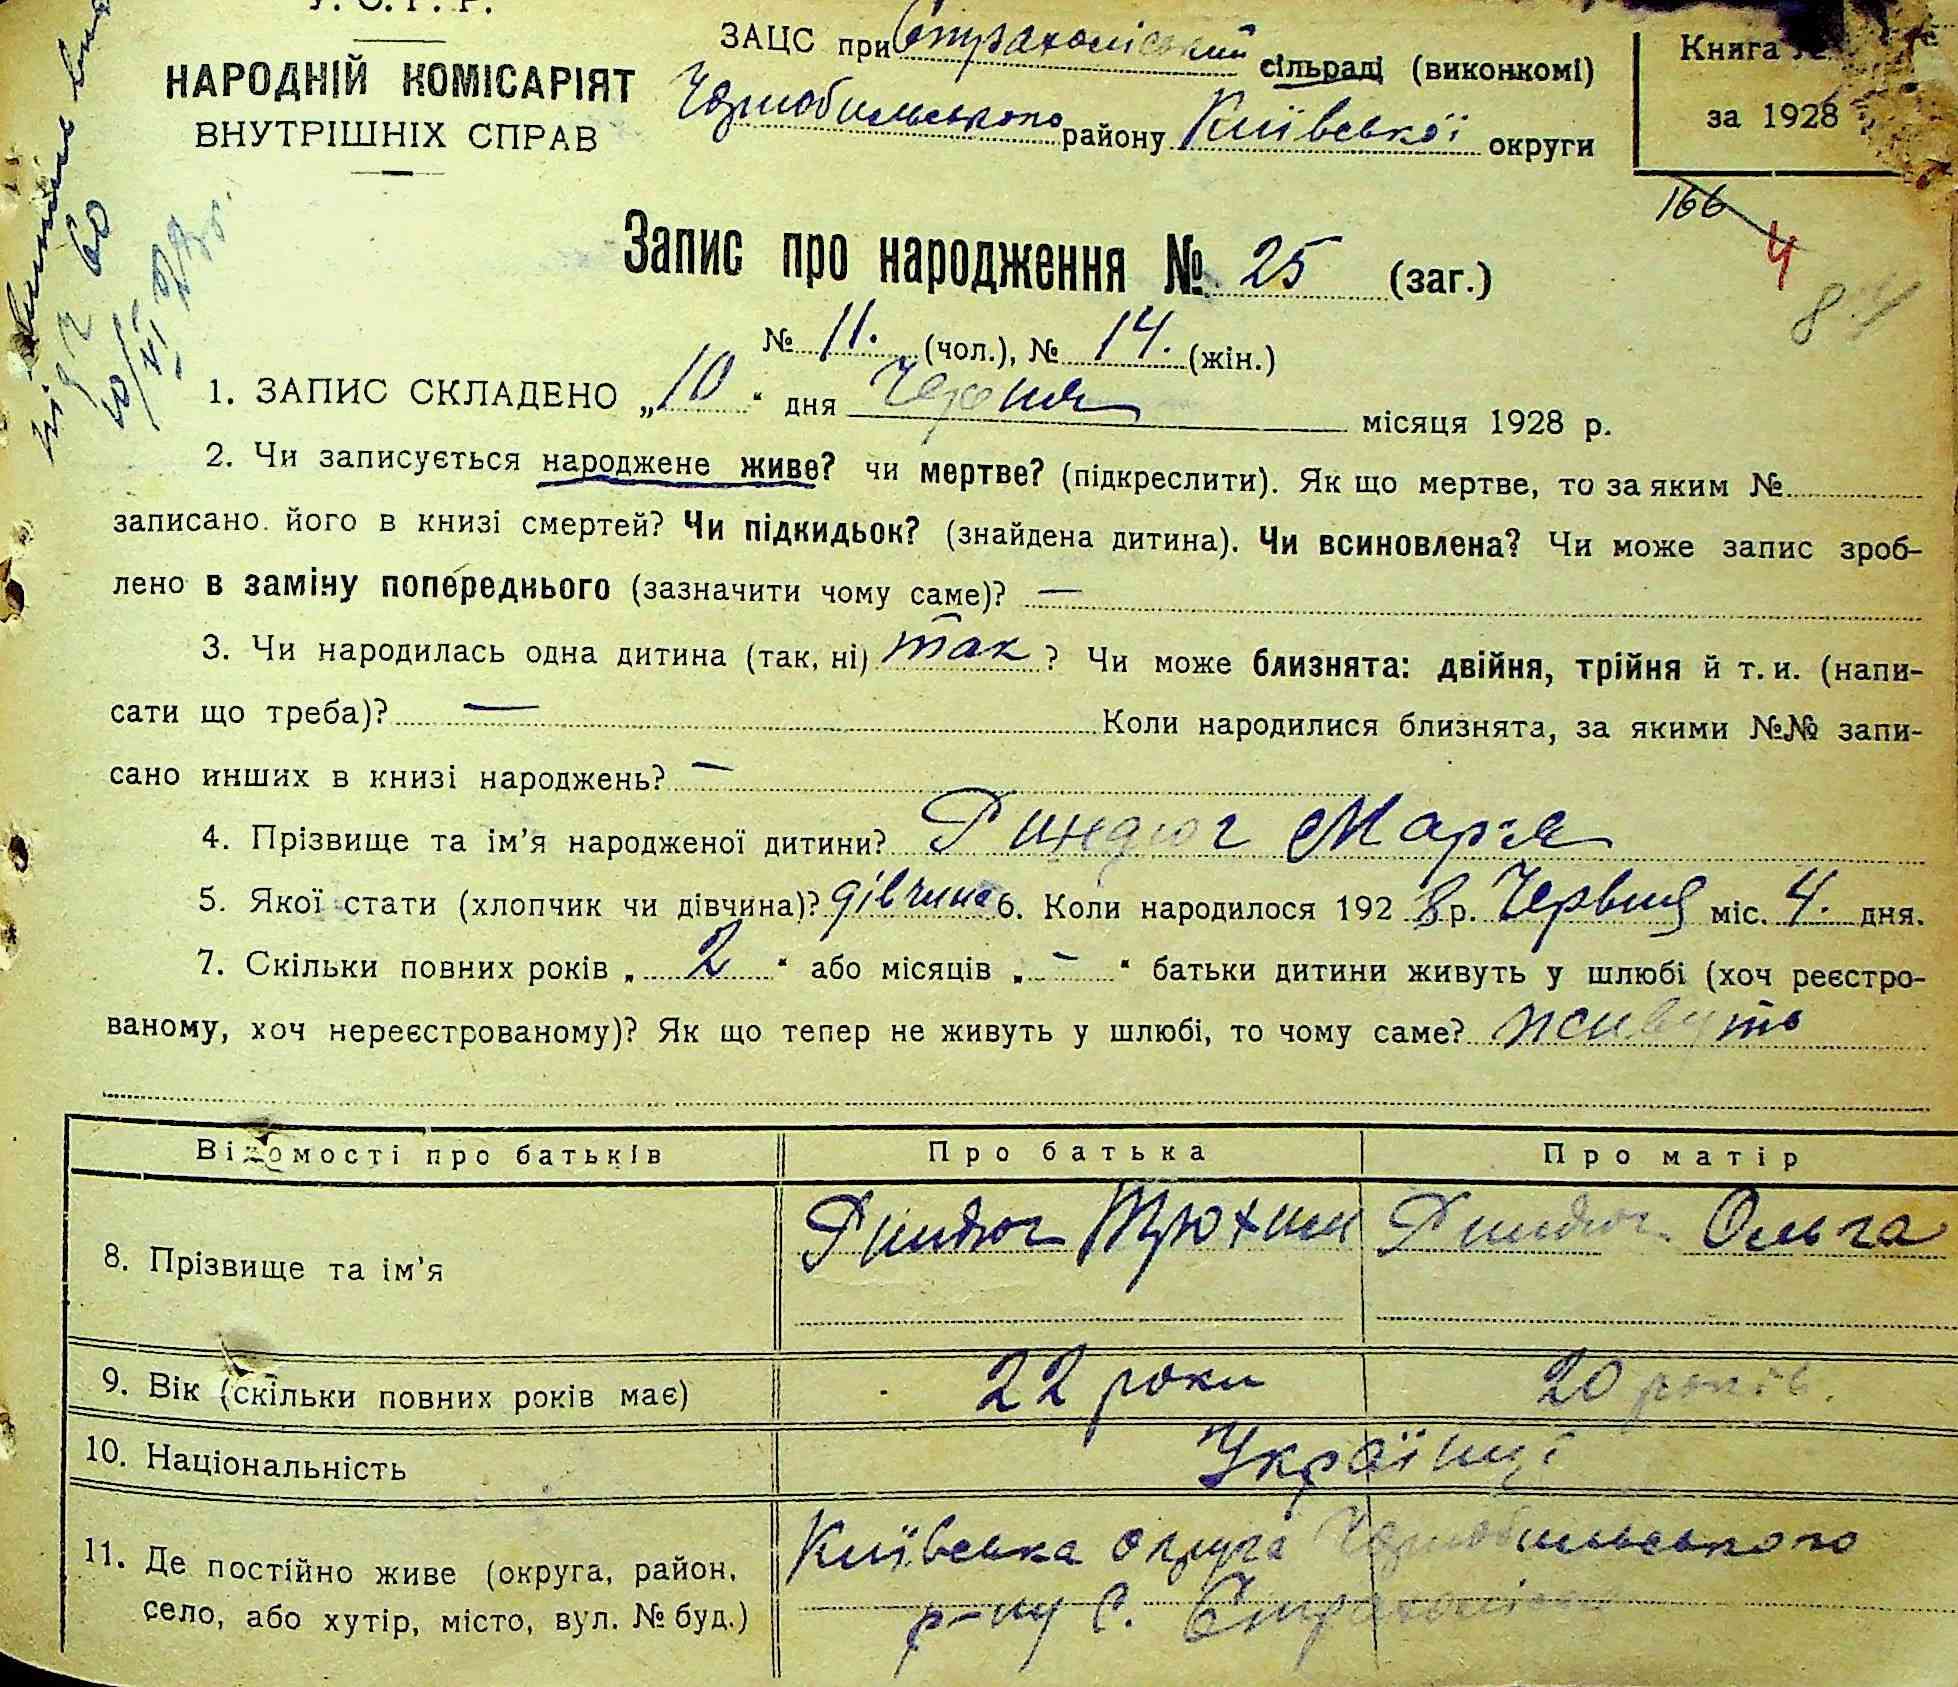 У. С. Р. Р.
НАРОДНІЙ КОМІСАРІЯТ
ВНУТРІШНІХ СПРАВ
ЗАЦС при Страхоліський сільраді (виконкомі)
Чорнобильського району Київської округи
Книга №
за 1928
166
4
Запис про народження № 25 (заг.)
№ 11. (чол.), № 14. (жін.)
1. ЗАПИС СКЛАДЕНО „10“ дня Червня місяця 1928 р.
2. Чи записується народжене живе? чи мертве? (підкреслити). Як що мертве, то за яким №
записано його в книзі смертей? Чи підкидьок? (знайдена дитина). Чи всиновлена? Чи може запис зроб-
лено в заміну попереднього (зазначити чому саме)? —
3. Чи народилась одна дитина (так, ні) так? Чи може близнята: двійня, трійня й т. и. (напи-
сати що треба)? — Коли народилися близнята, за якими №№ запи-
сано инших в книзі народжень? —
4. Прізвище та ім’я народженої дитини? Риндюг Марія
5. Якої стати (хлопчик чи дівчина)? дівчина 6. Коли народилося 1928 р. Червня міс. 4. дня.
7. Скільки повних років „2“ або місяців „-“ батьки дитини живуть у шлюбі (хоч реєстро-
ваному, хоч нереєстрованому)? Як що тепер не живуть у шлюбі, то чому саме? живуть
Відомості про батьків Про батька Про матір
8. Прізвище та ім’я Риндюг Трохим Риндюг Ольга
9. Вік (скільки повних років має) 22 роки 20 років.
10. Національність Українці
11. Де постійно живе (округа, район, село, або хутір, місто, вул. № буд.)
Київська округа Чорнобильського
р-ну с. Страхолісся